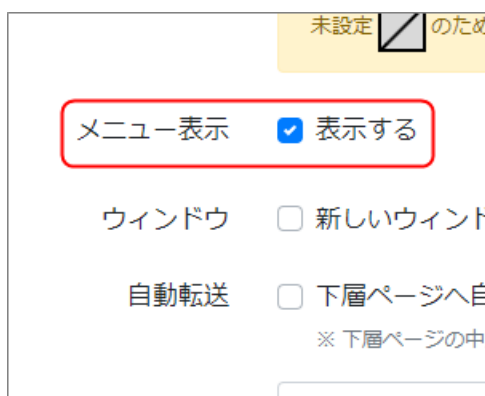 未設定 のため
メニュー表示 表示する
ウィンドウ 新しいウィンド
自動転送 下層ページへ自
※ 下層ページの中